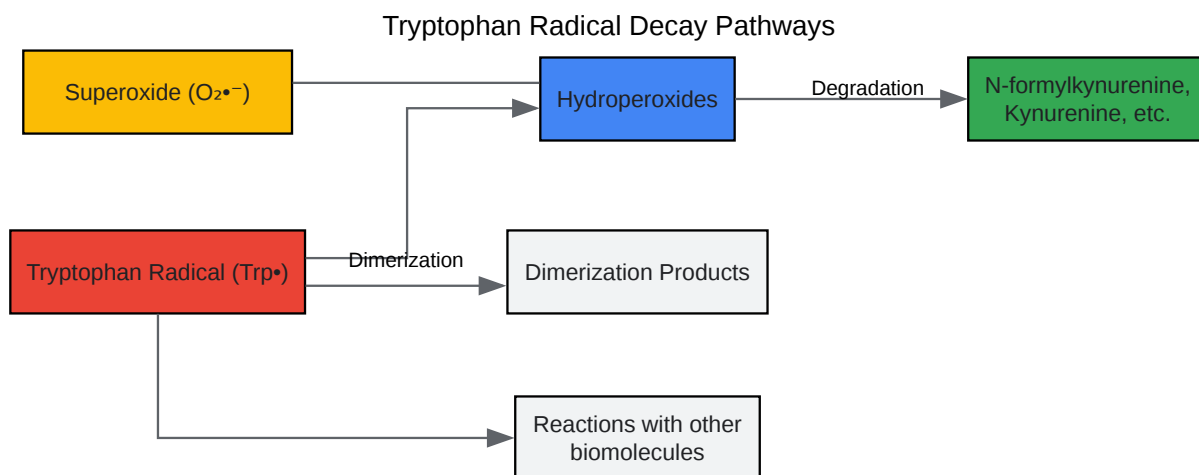 Tryptophan Radical Decay Pathways
Superoxide (O₂•⁻)
Hydroperoxides
Degradation
N-formylkynurenine,
Kynurenine, etc.
Tryptophan Radical (Trp•)
Dimerization
Dimerization Products
Reactions with other
biomolecules